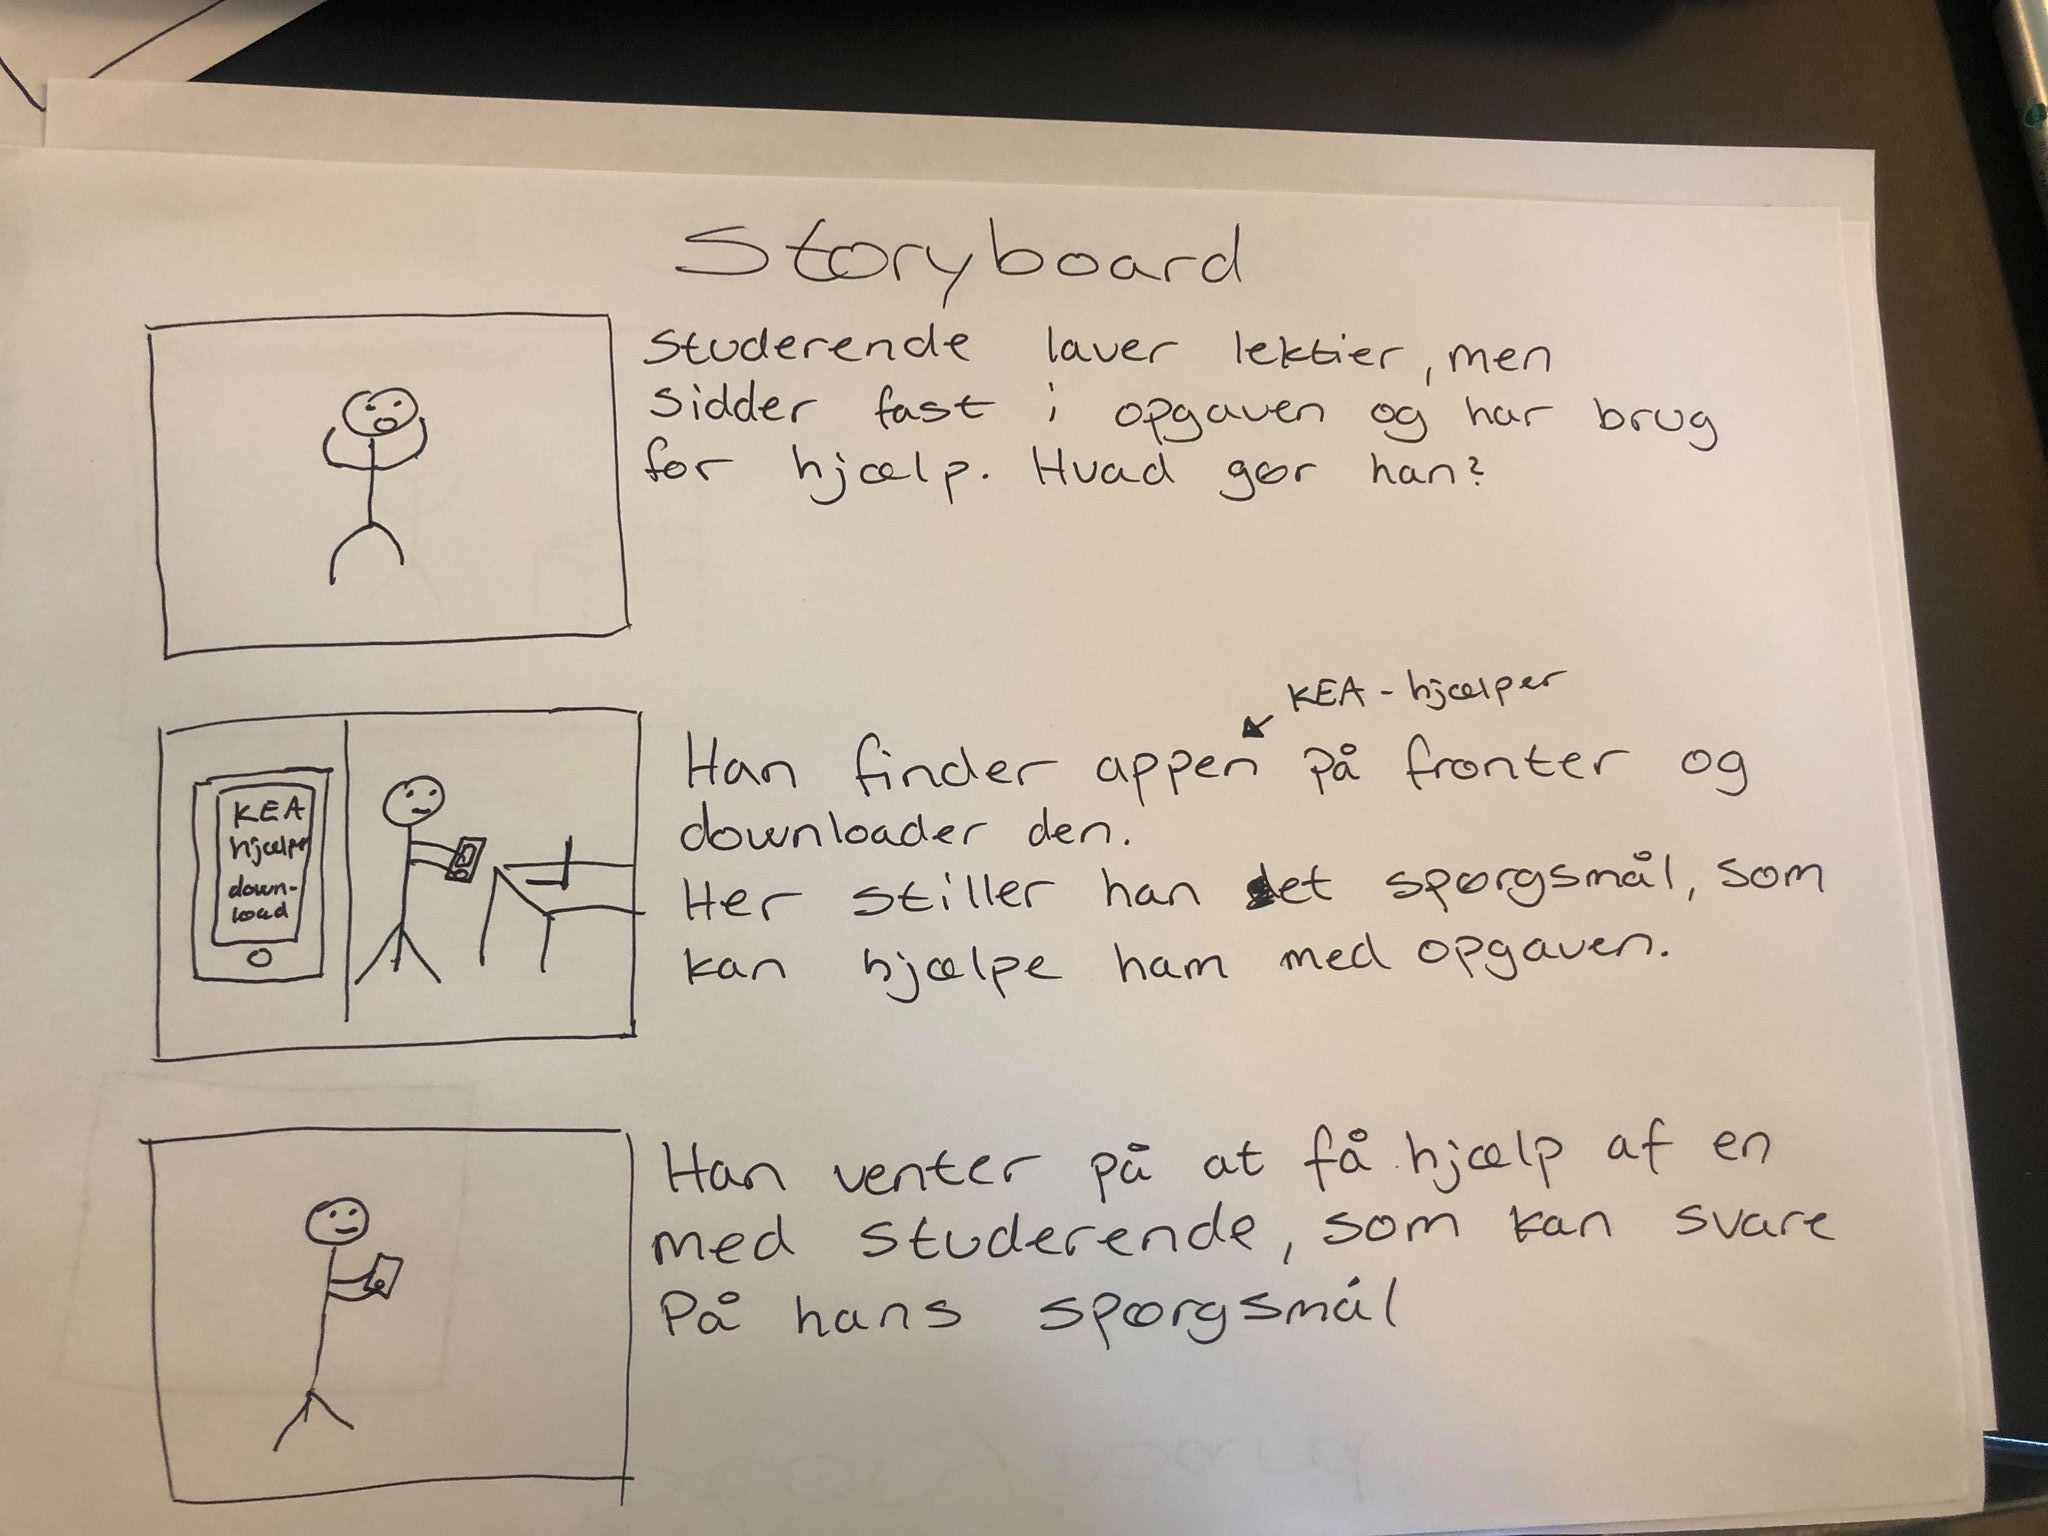 Storyboard
Studerende laver lektier, men
sidder fast i opgaven og har brug
for hjælp. Hvad gør han?
KEA - hjælper
Han finder appen på fronter og
downloader den.
Her stiller han det spørgsmål, som
kan hjælpe ham med opgaven.
KEA
hjælper
down-
load
Han venter på at få hjælp af en
med studerende, som kan svare
På hans spørgsmål